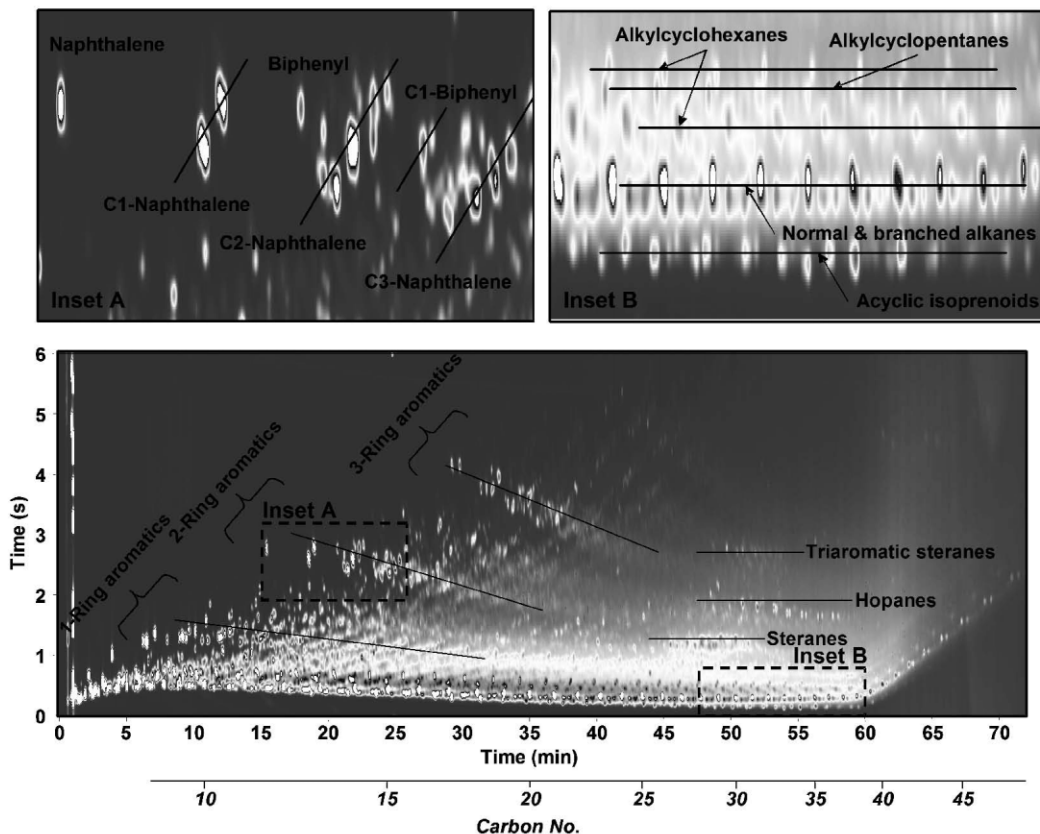 Naphthalene
Biphenyl
C1-Biphenyl
C1-Naphthalene
C2-Naphthalene
C3-Naphthalene
Inset A
Alkylcyclohexanes
Alkylcyclopentanes
Normal & branched alkanes
Acyclic isoprenoids
Inset B
Time (s)
6
5
4
3
2
1
0
1-Ring aromatics
2-Ring aromatics
3-Ring aromatics
Inset A
Triaromatic steranes
Hopanes
Steranes
Inset B
0 5 10 15 20 25 30 35 40 45 50 55 60 65 70
Time (min)
10 15 20 25 30 35 40 45
Carbon No.